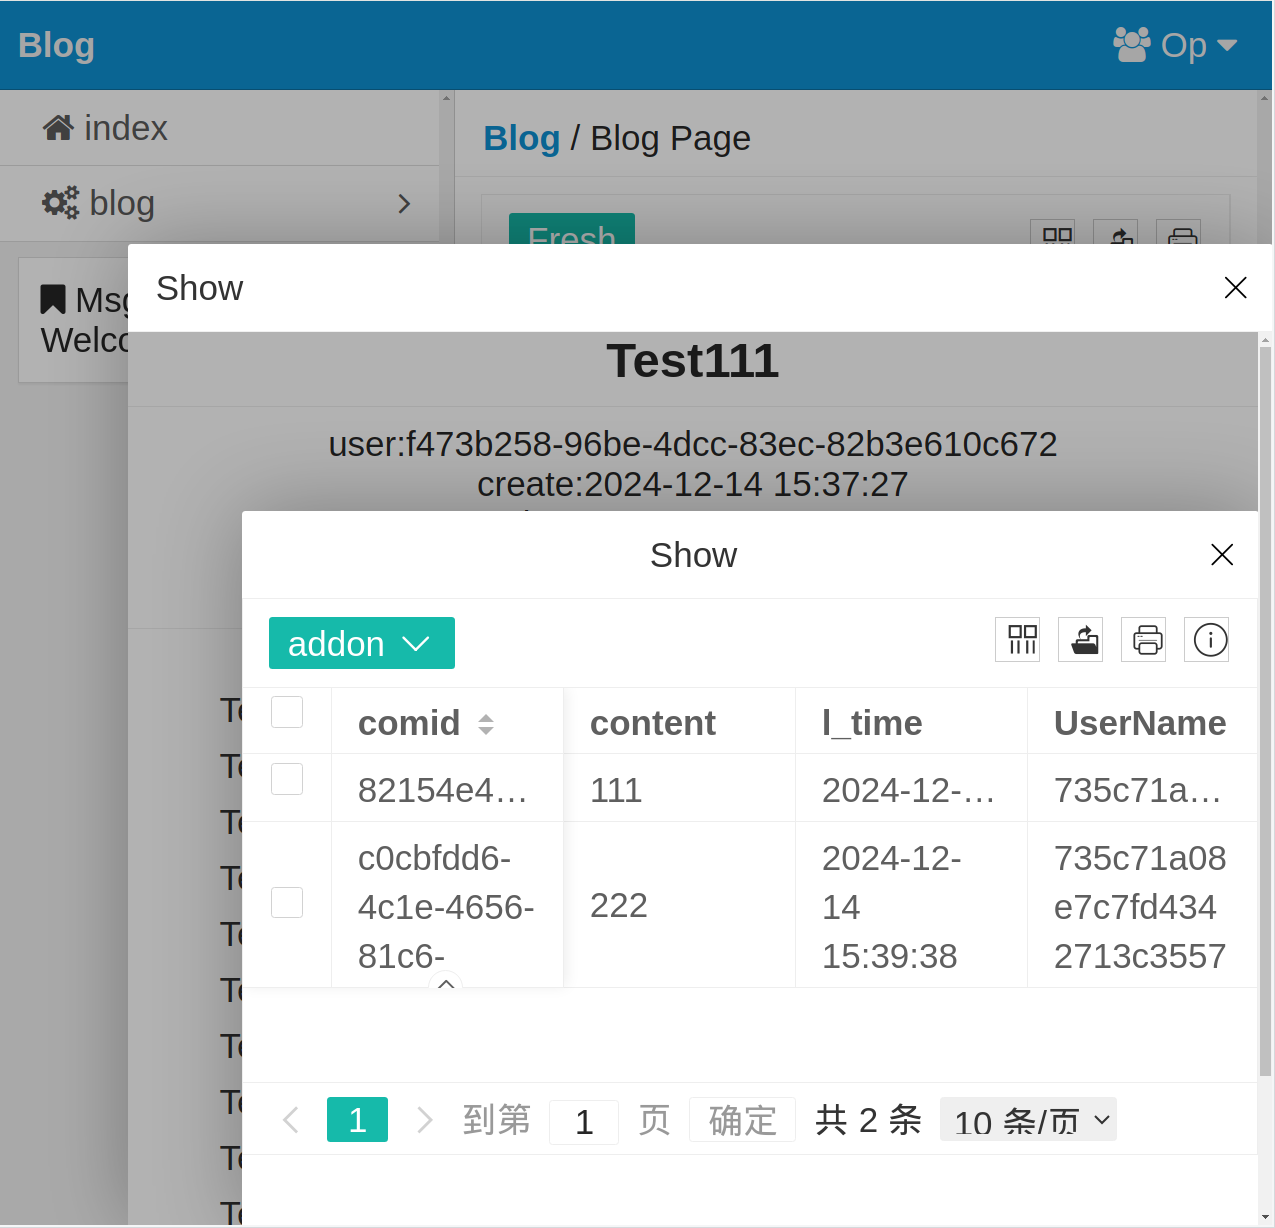 Blog
Op
index
blog
Blog / Blog Page
Fresh
Show
Test111
user:f473b258-96be-4dcc-83ec-82b3e610c672
create:2024-12-14 15:37:27
Show
addon
comid content l_time UserName
82154e4… 111 2024-12-… 735c71a…
c0cbfdd6-
4c1e-4656-
81c6-
222
2024-12-
14
15:39:38
735c71a08
e7c7fd434
2713c3557
1 到第 1 页 确定 共 2 条 10 条/页